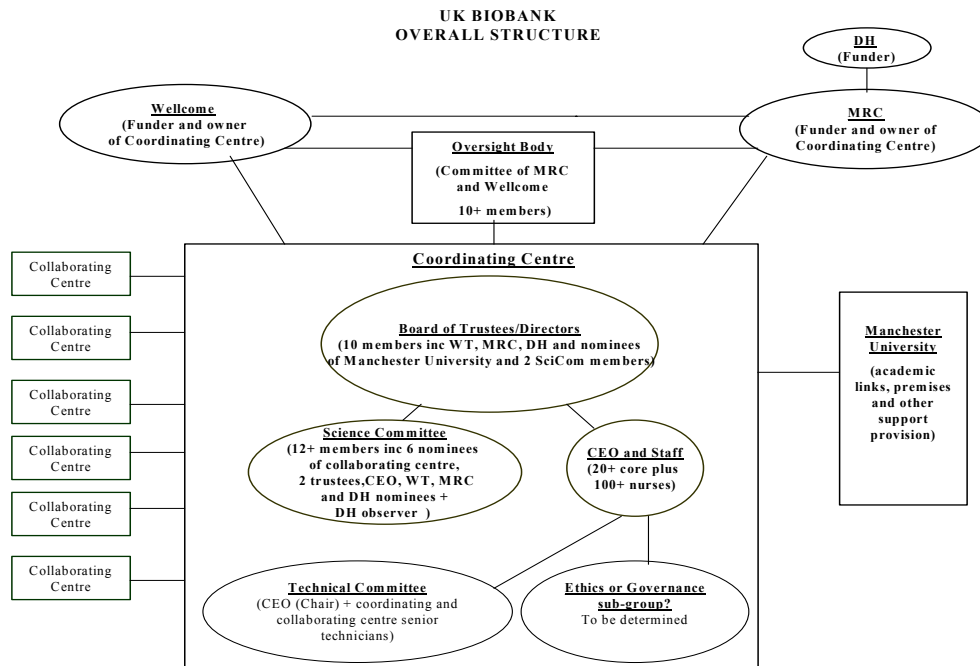 UK BIOBANK
OVERALL STRUCTURE
DH
(Funder)
Wellcome
(Funder and owner
of Coordinating Centre)
MRC
(Funder and owner of
Coordinating Centre)
Oversight Body
(Committee of MRC
and Wellcome
10+ members)
Coordinating Centre
Collaborating
Centre
Collaborating
Centre
Collaborating
Centre
Collaborating
Centre
Collaborating
Centre
Collaborating
Centre
Board of Trustees/Directors
(10 members inc WT, MRC, DH and nominees
of Manchester University and 2 SciCom members)
Manchester
University
(academic
links, premises
and other
support
provision)
Science Committee
(12+ members inc 6 nominees
of collaborating centre,
2 trustees,CEO, WT, MRC
and DH nominees +
DH observer )
CEO and Staff
(20+ core plus
100+ nurses)
Technical Committee
(CEO (Chair) + coordinating and
collaborating centre senior
technicians)
Ethics or Governance
sub-group?
To be determined